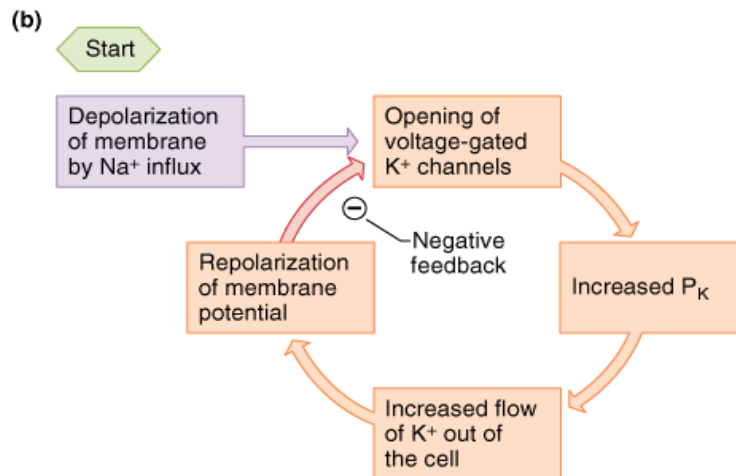 (b)
Start
Depolarization
of membrane
by Na⁺ influx
Opening of
voltage-gated
K⁺ channels
−
Negative
feedback
Repolarization
of membrane
potential
Increased P_K
Increased flow
of K⁺ out of
the cell